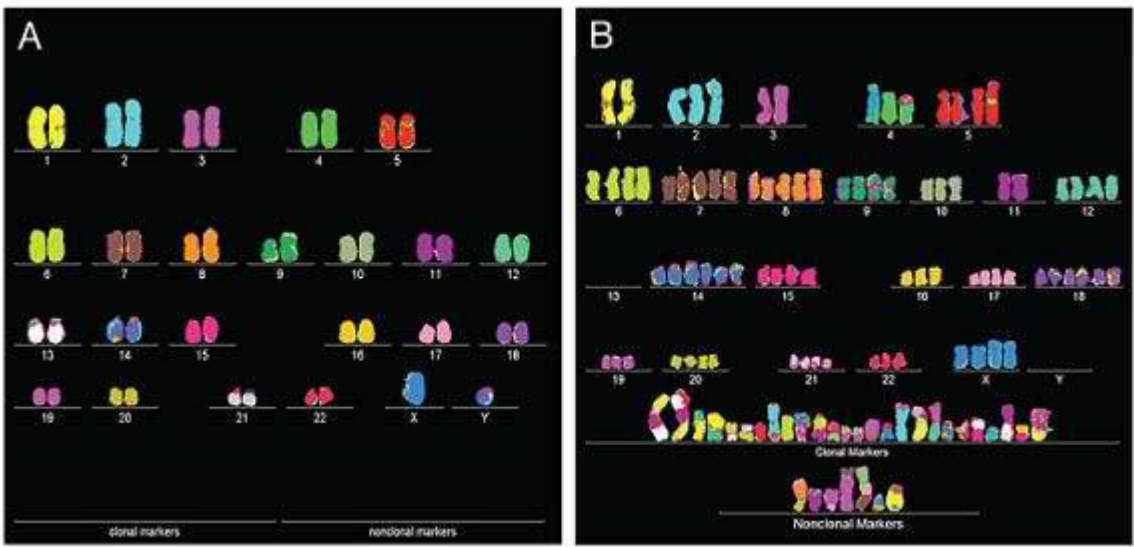 A
1 2 3 4 5
6 7 8 9 10 11 12
13 14 15 16 17 18
19 20 21 22 X Y
clonal markers nonclonal markers
B
1 2 3 4 5
6 7 8 9 10 11 12
13 14 15 16 17 18
19 20 21 22 X Y
Clonal Markers
Nonclonal Markers